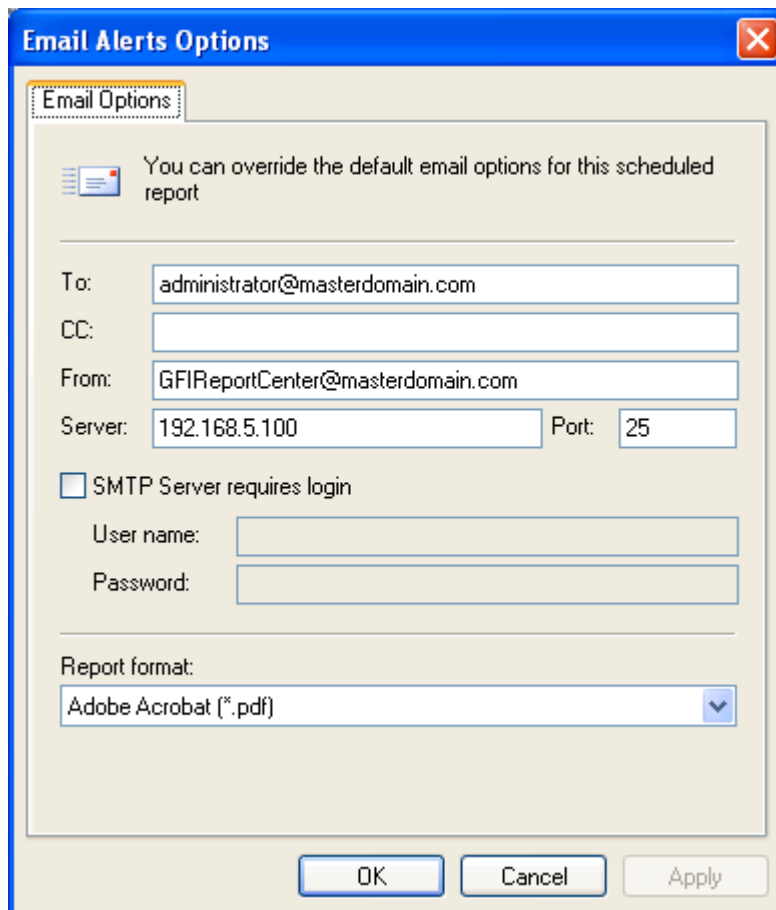 Email Alerts Options
Email Options
You can override the default email options for this scheduled
report
To: administrator@masterdomain.com
CC:
From: GFIReportCenter@masterdomain.com
Server: 192.168.5.100 Port: 25
SMTP Server requires login
User name:
Password:
Report format:
Adobe Acrobat (*.pdf)
OK Cancel Apply